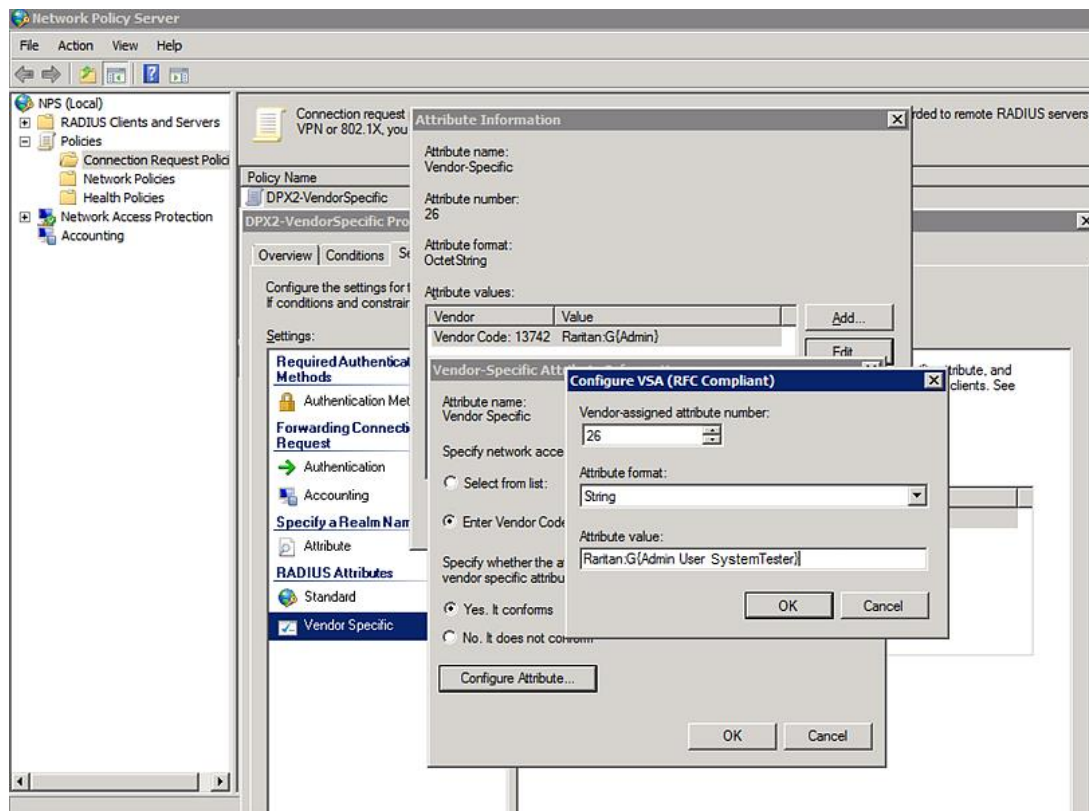 Network Policy Server
File Action View Help
NPS (Local)
RADIUS Clients and Servers
Policies
Connection Request Polici
Network Policies
Health Policies
Network Access Protection
Accounting
Connection request
VPN or 802.1X, you
rded to remote RADIUS servers
Policy Name
DPX2-VendorSpecific
DPX2-VendorSpecific Pro
Overview Conditions Se
Configure the settings for t
If conditions and constrain
Settings:
Required Authenticat
Methods
Authentication Met
Forwarding Connecti
Request
Authentication
Accounting
Specify a Realm Nam
Attribute
RADIUS Attributes
Standard
Vendor Specific
Attribute Information
Attribute name:
Vendor-Specific
Attribute number:
26
Attribute format:
OctetString
Attribute values:
Vendor Value
Vendor Code: 13742 Raritan:G{Admin}
Add...
Edit
tribute, and
clients. See
Vendor-Specific Att
Attribute name:
Vendor Specific
Specify network acce
Select from list:
Enter Vendor Code
Specify whether the a
vendor specific attribu
Yes. It conforms
No. It does not conform
Configure Attribute...
OK Cancel
Configure VSA (RFC Compliant)
Vendor-assigned attribute number:
26
Attribute format:
String
Attribute value:
Raritan:G{Admin User SystemTester}
OK Cancel